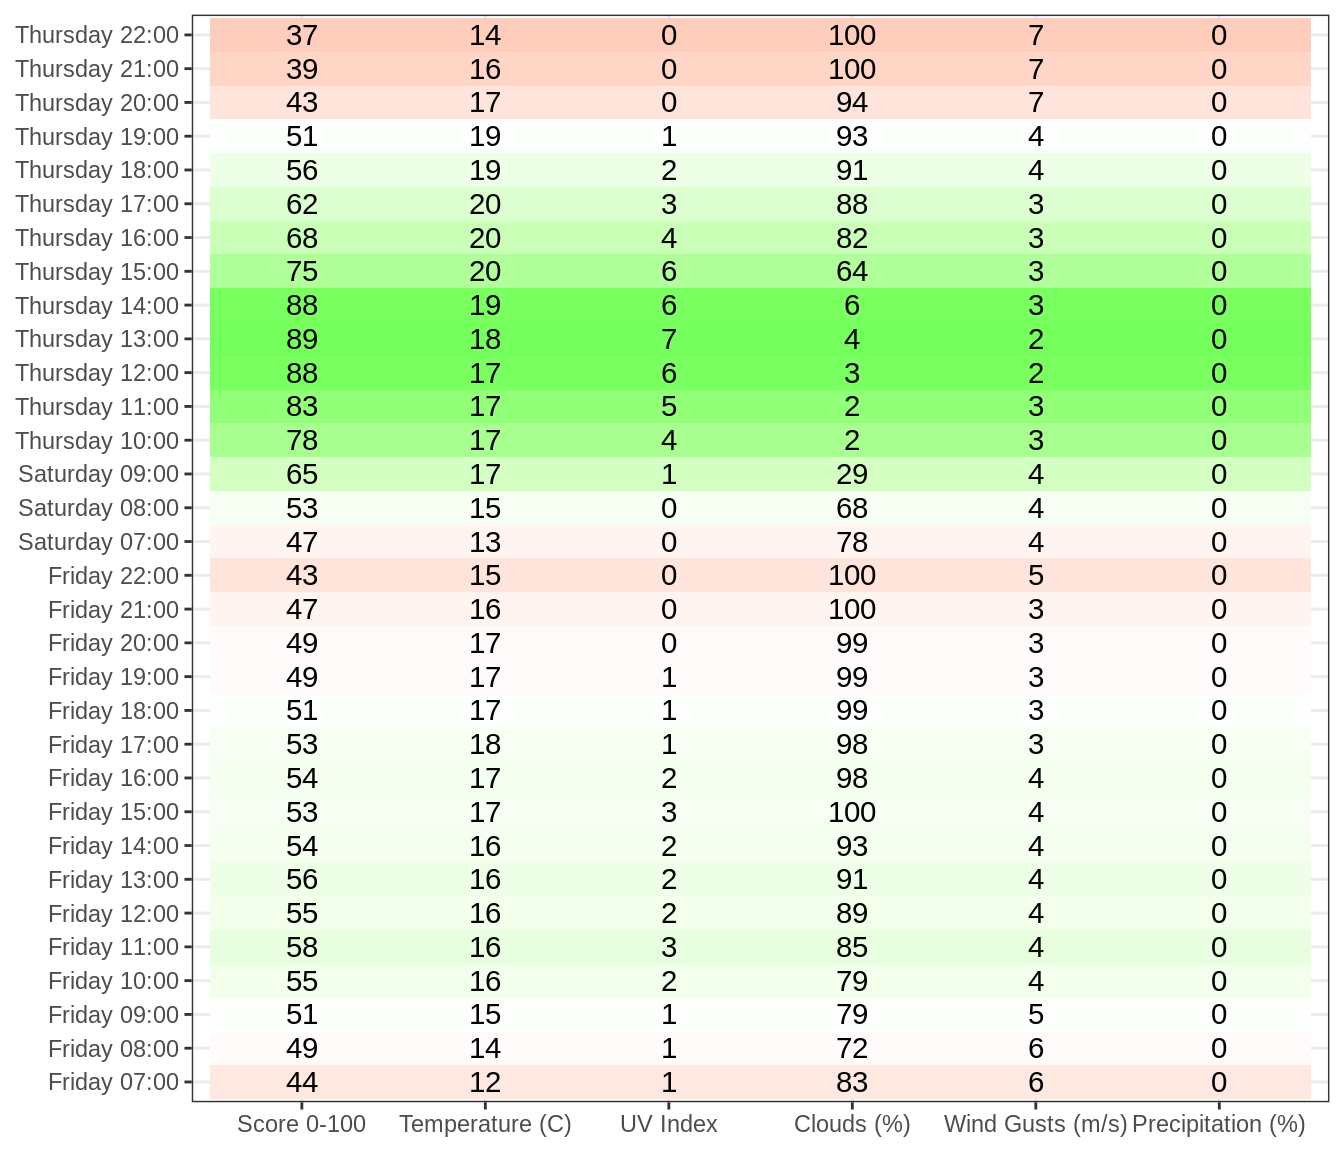 Thursday 22:00 37 14 0 100 7 0
Thursday 21:00 39 16 0 100 7 0
Thursday 20:00 43 17 0 94 7 0
Thursday 19:00 51 19 1 93 4 0
Thursday 18:00 56 19 2 91 4 0
Thursday 17:00 62 20 3 88 3 0
Thursday 16:00 68 20 4 82 3 0
Thursday 15:00 75 20 6 64 3 0
Thursday 14:00 88 19 6 6 3 0
Thursday 13:00 89 18 7 4 2 0
Thursday 12:00 88 17 6 3 2 0
Thursday 11:00 83 17 5 2 3 0
Thursday 10:00 78 17 4 2 3 0
Saturday 09:00 65 17 1 29 4 0
Saturday 08:00 53 15 0 68 4 0
Saturday 07:00 47 13 0 78 4 0
Friday 22:00 43 15 0 100 5 0
Friday 21:00 47 16 0 100 3 0
Friday 20:00 49 17 0 99 3 0
Friday 19:00 49 17 1 99 3 0
Friday 18:00 51 17 1 99 3 0
Friday 17:00 53 18 1 98 3 0
Friday 16:00 54 17 2 98 4 0
Friday 15:00 53 17 3 100 4 0
Friday 14:00 54 16 2 93 4 0
Friday 13:00 56 16 2 91 4 0
Friday 12:00 55 16 2 89 4 0
Friday 11:00 58 16 3 85 4 0
Friday 10:00 55 16 2 79 4 0
Friday 09:00 51 15 1 79 5 0
Friday 08:00 49 14 1 72 6 0
Friday 07:00 44 12 1 83 6 0
Score 0-100 Temperature (C) UV Index Clouds (%) Wind Gusts (m/s) Precipitation (%)